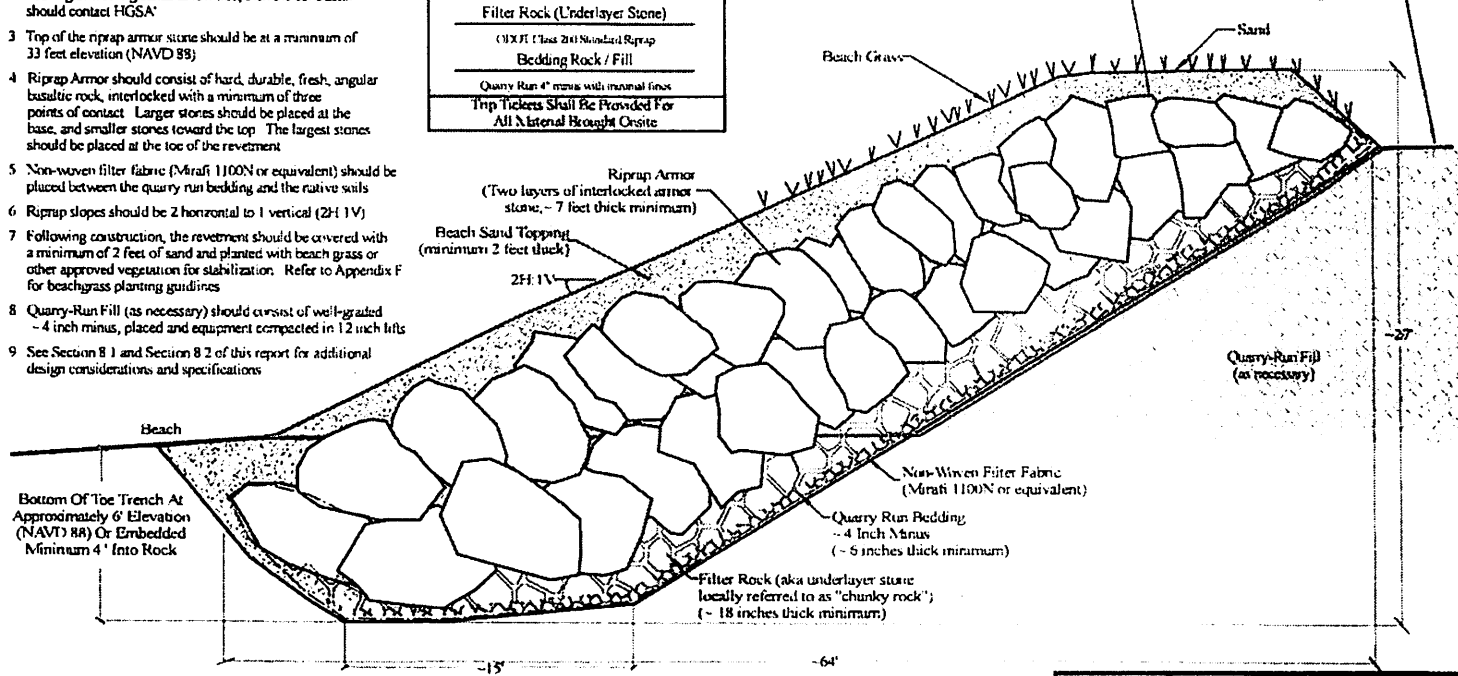 should contact HGSA'
3 Top of the riprap armor stone should be at a minimum of
33 feet elevation (NAVD 88)
4 Riprap Armor should consist of hard, durable, fresh, angular
basaltic rock, interlocked with a minimum of three
points of contact Larger stones should be placed at the
base, and smaller stones toward the top The largest stones
should be placed at the toe of the revetment
5 Non-woven filter fabric (Mirafi 1100N or equivalent) should be
placed between the quarry run bedding and the native soils
6 Riprap slopes should be 2 horizontal to 1 vertical (2H 1V)
7 Following construction, the revetment should be covered with
a minimum of 2 feet of sand and planted with beach grass or
other approved vegetation for stabilization Refer to Appendix F
for beachgrass planting guidlines
8 Quarry-Run Fill (as necessary) should consist of well-graded
~ 4 inch minus, placed and equipment compacted in 12 inch lifts
9 See Section 8 1 and Section 8 2 of this report for additional
design considerations and specifications
Filter Rock (Underlayer Stone)
ODOT Class 200 Standard Riprap
Bedding Rock / Fill
Quarry Run 4" minus with minimal fines
Trip Tickets Shall Be Provided For
All Material Brought Onsite
Beach Grass
Sand
Riprap Armor
(Two layers of interlocked armor
stone, ~ 7 feet thick minimum)
Beach Sand Topping
(minimum 2 feet thick)
2H:1V
Quarry-Run Fill
(as necessary)
~27'
Beach
Bottom Of Toe Trench At
Approximately 6' Elevation
(NAVD 88) Or Embedded
Minimum 4' Into Rock
Non-Woven Filter Fabric
(Mirafi 1100N or equivalent)
Quarry Run Bedding
~ 4 Inch Minus
(~ 6 inches thick minimum)
Filter Rock (aka underlayer stone
locally referred to as "chunky rock")
(~ 18 inches thick minimum)
~15'
~64'